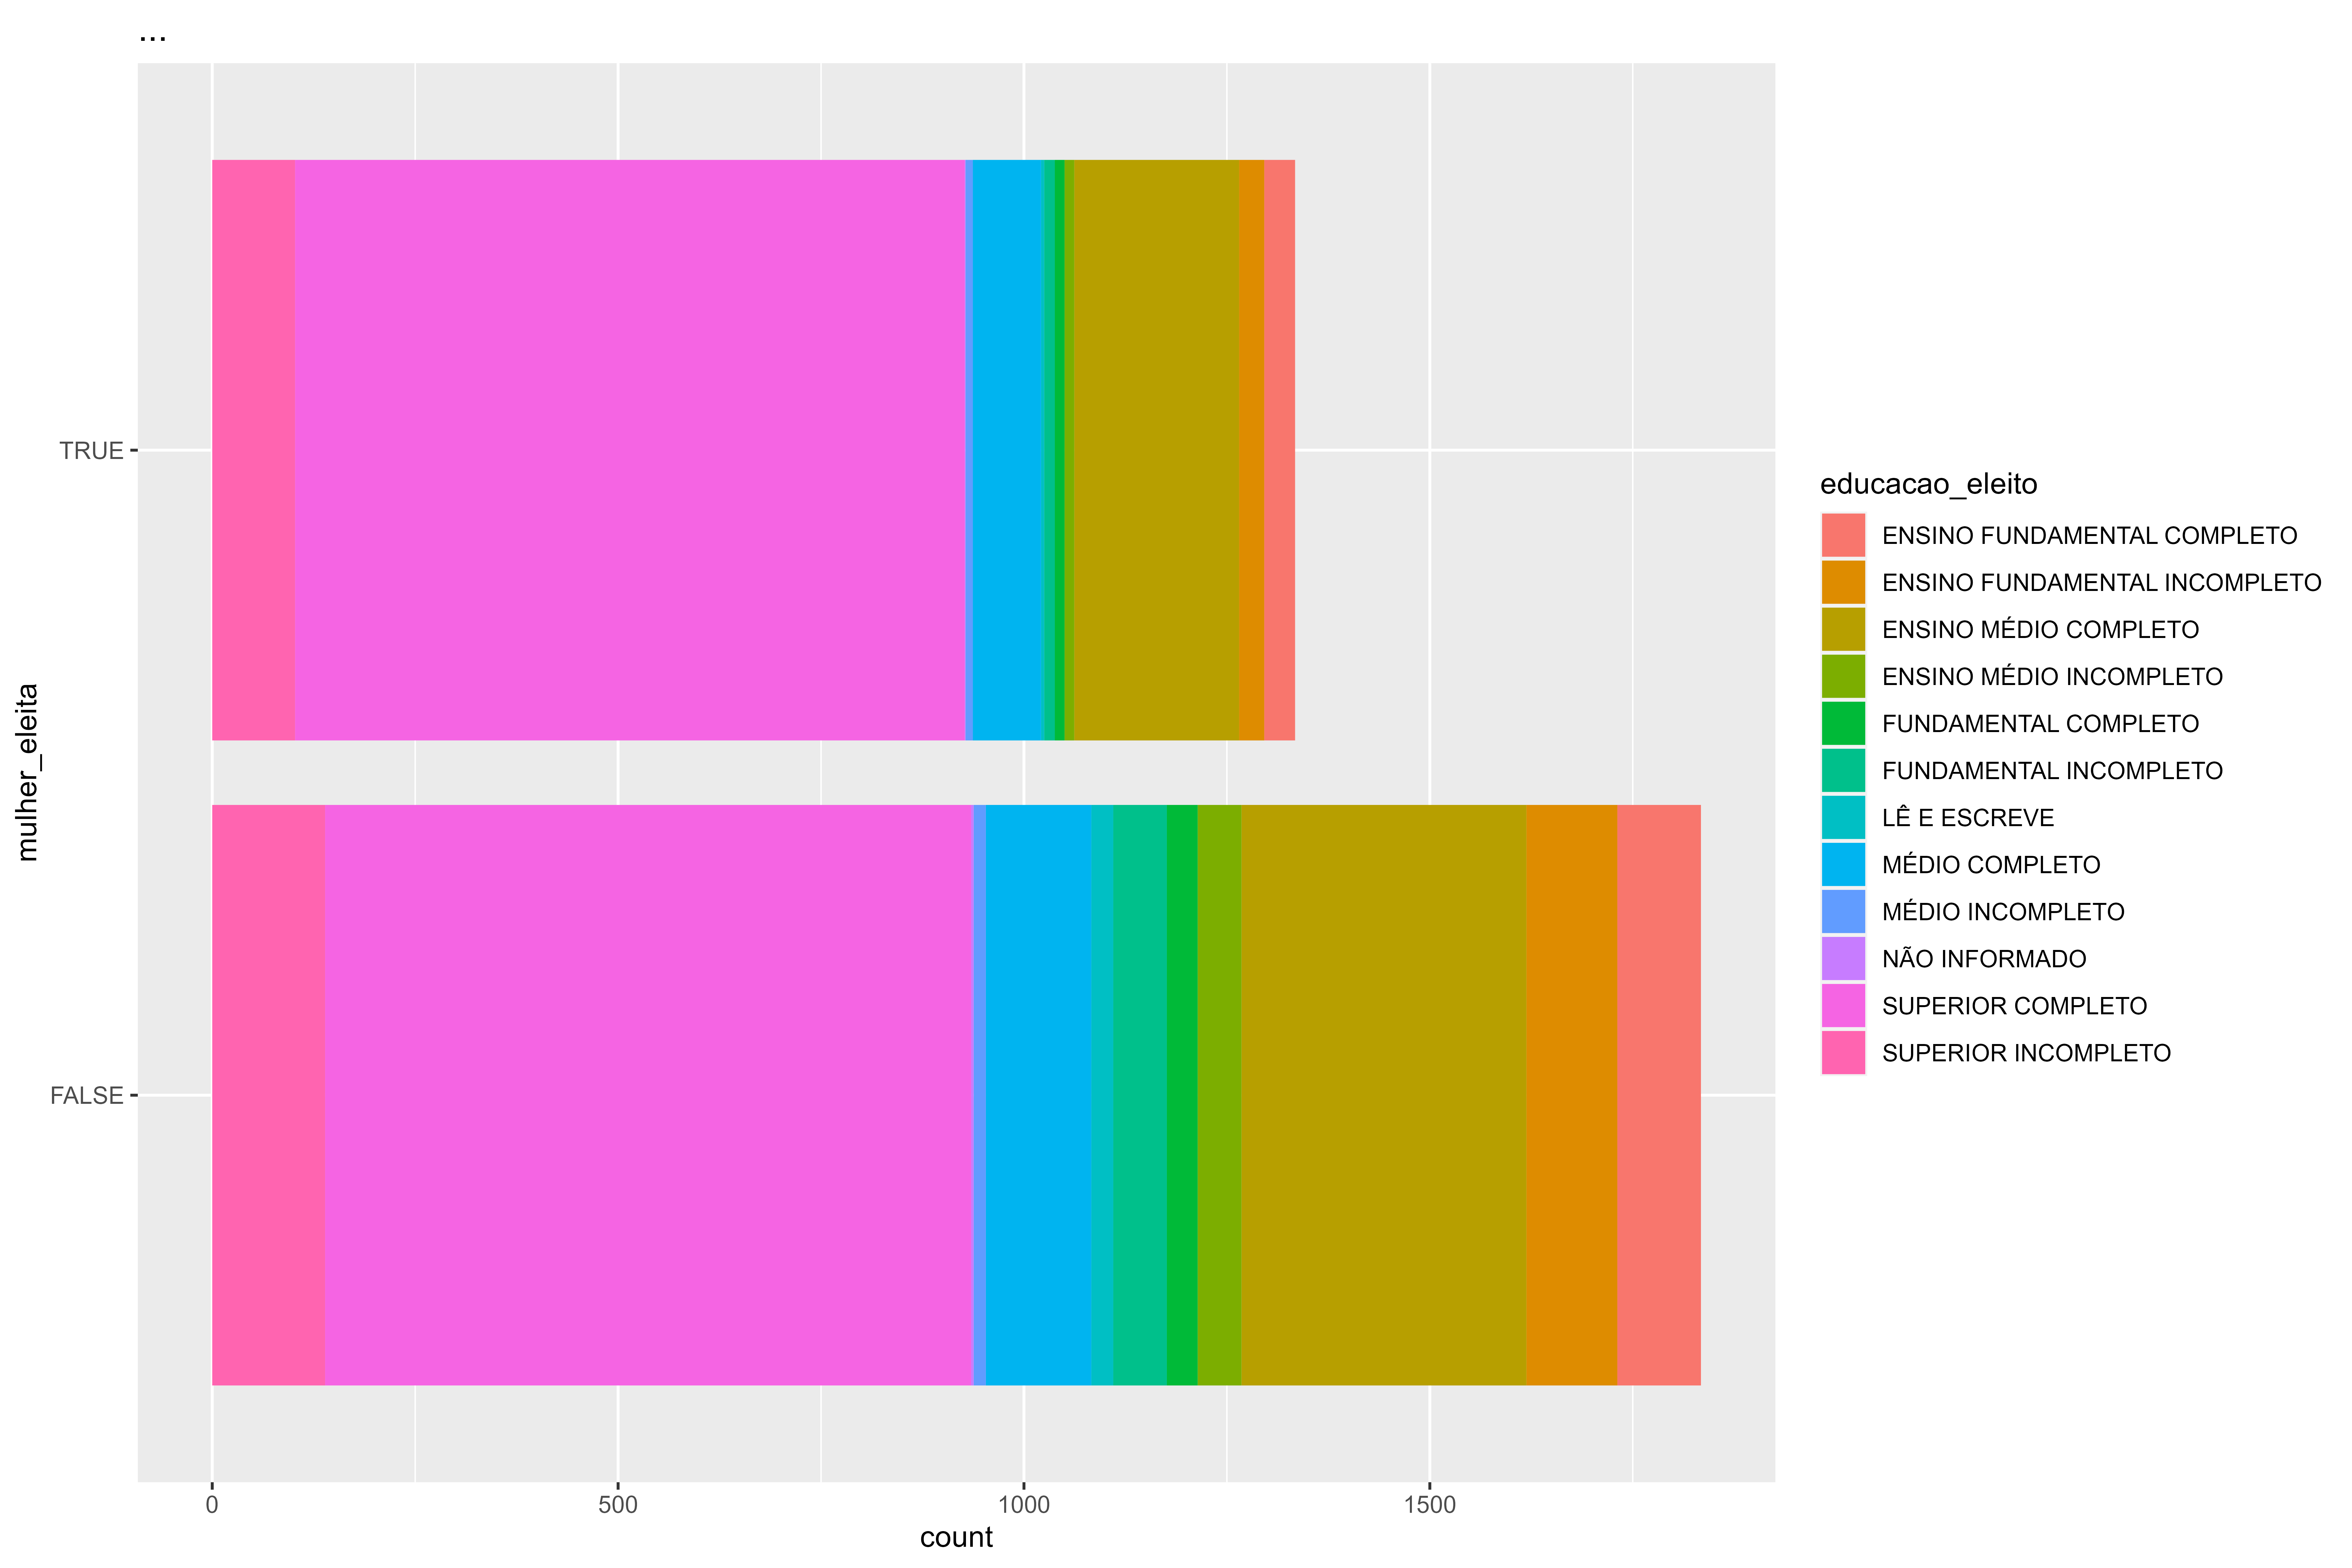 ...
mulher_eleita
TRUE
FALSE
0 500 1000 1500
count
educacao_eleito
ENSINO FUNDAMENTAL COMPLETO
ENSINO FUNDAMENTAL INCOMPLETO
ENSINO MÉDIO COMPLETO
ENSINO MÉDIO INCOMPLETO
FUNDAMENTAL COMPLETO
FUNDAMENTAL INCOMPLETO
LÊ E ESCREVE
MÉDIO COMPLETO
MÉDIO INCOMPLETO
NÃO INFORMADO
SUPERIOR COMPLETO
SUPERIOR INCOMPLETO